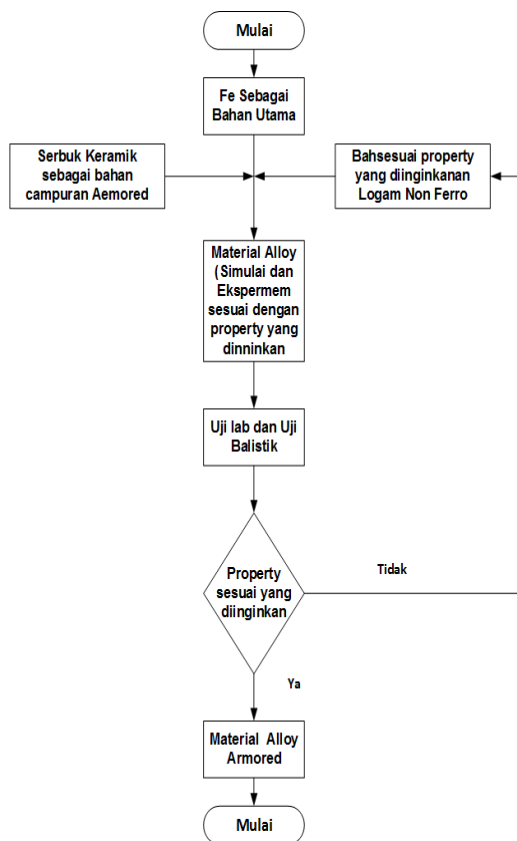 Mulai
Fe Sebagai
Bahan Utama
Serbuk Keramik
sebagai bahan
campuran Aemored
Bahsesuai property
yang diinginkanan
Logam Non Ferro
Material Alloy
(Simulai dan
Ekspermem
sesuai dengan
property yang
dinninkan
Uji lab dan Uji
Balistik
Property
sesuai yang
diinginkan
Tidak
Ya
Material Alloy
Armored
Mulai